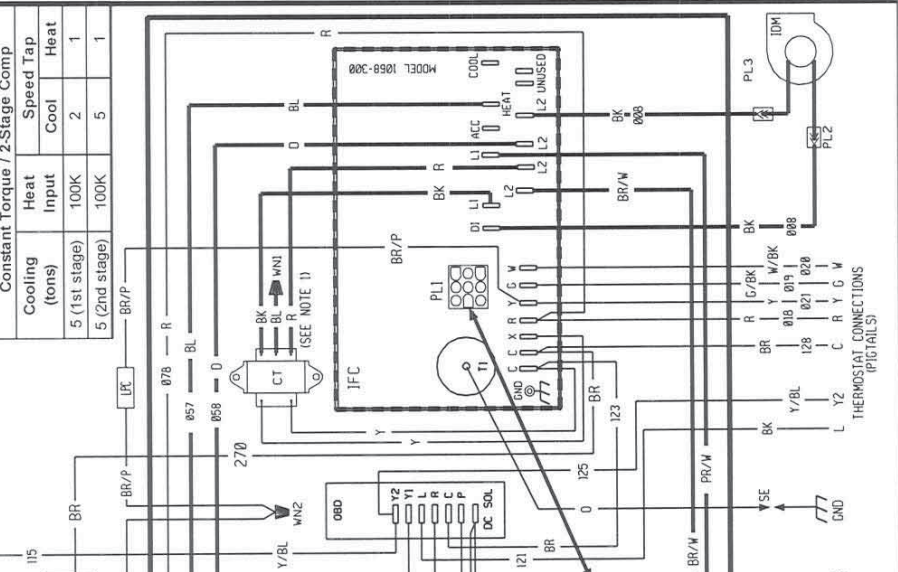 Constant Torque / 2-Stage Comp
Cooling (tons)
Heat Input
Speed Tap
Cool
Heat
5 (1st stage)
100K
2
1
5 (2nd stage)
100K
5
1
R
MODEL 1068-300
COOL
UNUSED
HEAT
L2
ACC
L1
L2
L2
L2
L1
D1
BL
O
R
BK
BK
008
IDM
PL3
PL2
BR/W
BK
008
BR/P
BR/P
LPC
BR/P
R
078
BL
057
O
058
BK
BL
R
WN1
(SEE NOTE 1)
CT
PL1
W
G
Y
R
X
C
C
T1
GND
IFC
W/BK
020
W
G/BK
019
G
Y
021
Y
R
018
R
BR
128
C
THERMOSTAT CONNECTIONS
(PIGTAILS)
Y/BL
Y2
BK
L
Y
Y
BR
123
270
125
PR/W
BR
WN2
OBD
Y2
Y1
L
R
C
P
DC SOL
O
SE
GND
115
Y/BL
121
BR
BR/W